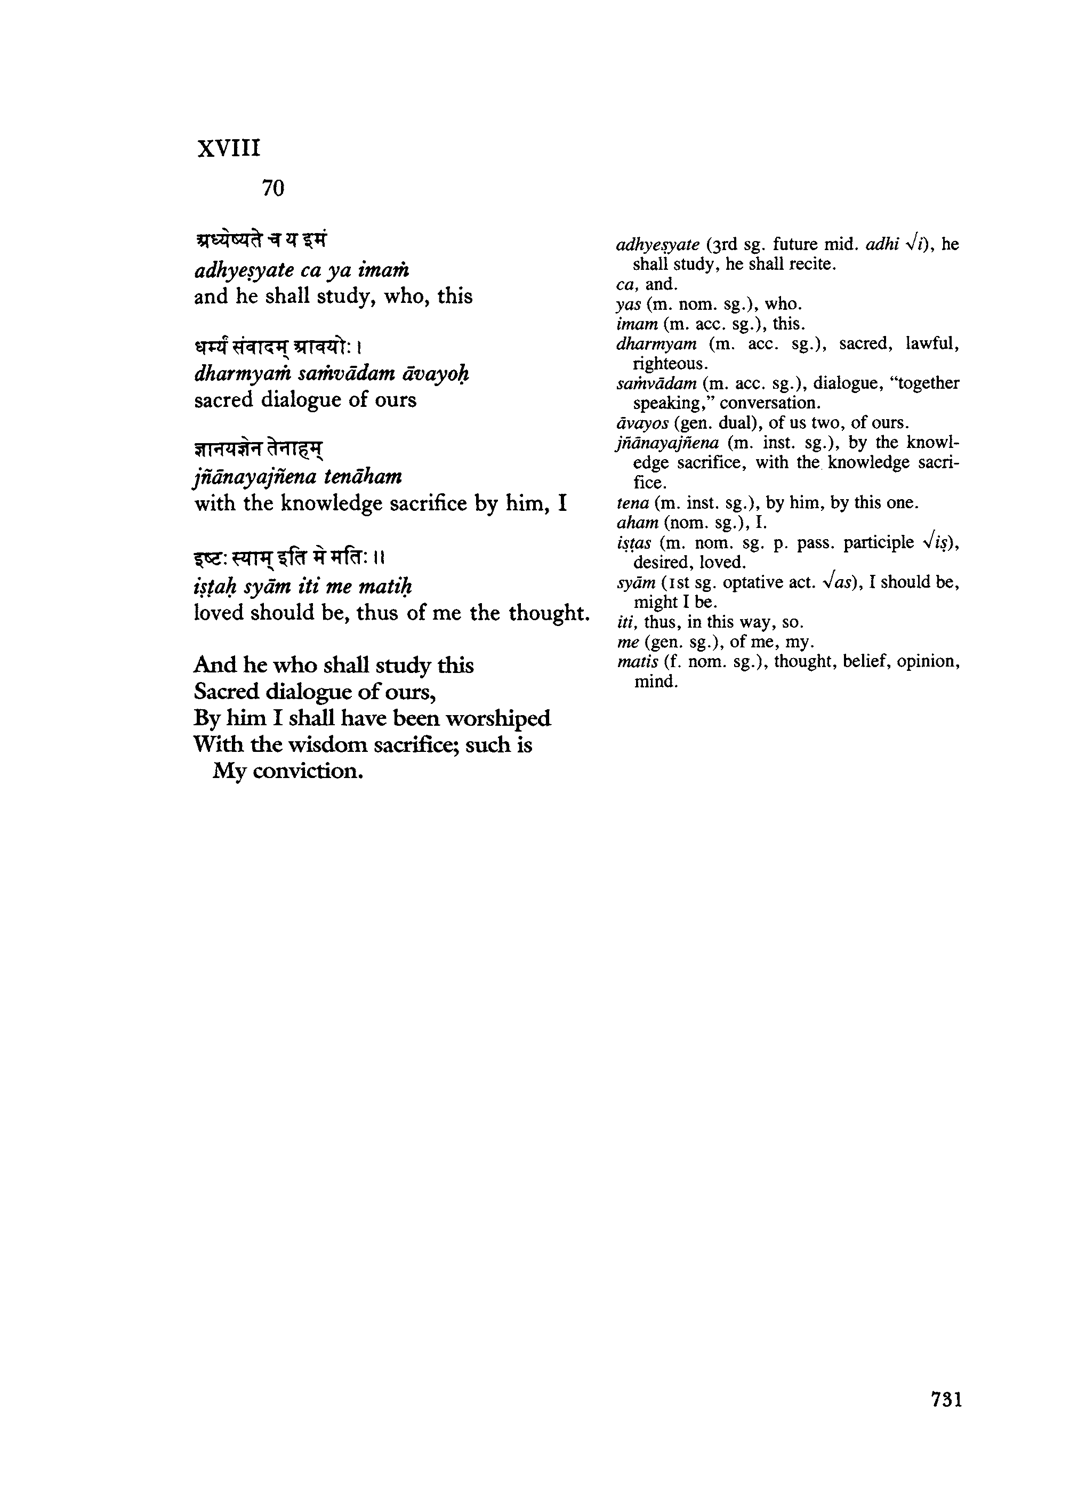 XVIII
70
अध्येष्यते च य इमं
adhyeṣyate ca ya imaṁ
and he shall study, who, this
धर्म्यं संवादम् आवयोः ।
dharmyaṁ saṁvādam āvayoḥ
sacred dialogue of ours
ज्ञानयज्ञेन तेनाहम्
jñānayajñena tenāham
with the knowledge sacrifice by him, I
इष्टः स्याम् इति मे मतिः ॥
iṣṭaḥ syām iti me matiḥ
loved should be, thus of me the thought.
And he who shall study this
Sacred dialogue of ours,
By him I shall have been worshiped
With the wisdom sacrifice; such is
My conviction.
adhyeṣyate (3rd sg. future mid. adhi √i), he
shall study, he shall recite.
ca, and.
yas (m. nom. sg.), who.
imam (m. acc. sg.), this.
dharmyam (m. acc. sg.), sacred, lawful,
righteous.
saṁvādam (m. acc. sg.), dialogue, “together
speaking,” conversation.
āvayos (gen. dual), of us two, of ours.
jñānayajñena (m. inst. sg.), by the knowl-
edge sacrifice, with the knowledge sacri-
fice.
tena (m. inst. sg.), by him, by this one.
aham (nom. sg.), I.
iṣṭas (m. nom. sg. p. pass. participle √iṣ),
desired, loved.
syām (1st sg. optative act. √as), I should be,
might I be.
iti, thus, in this way, so.
me (gen. sg.), of me, my.
matis (f. nom. sg.), thought, belief, opinion,
mind.
731